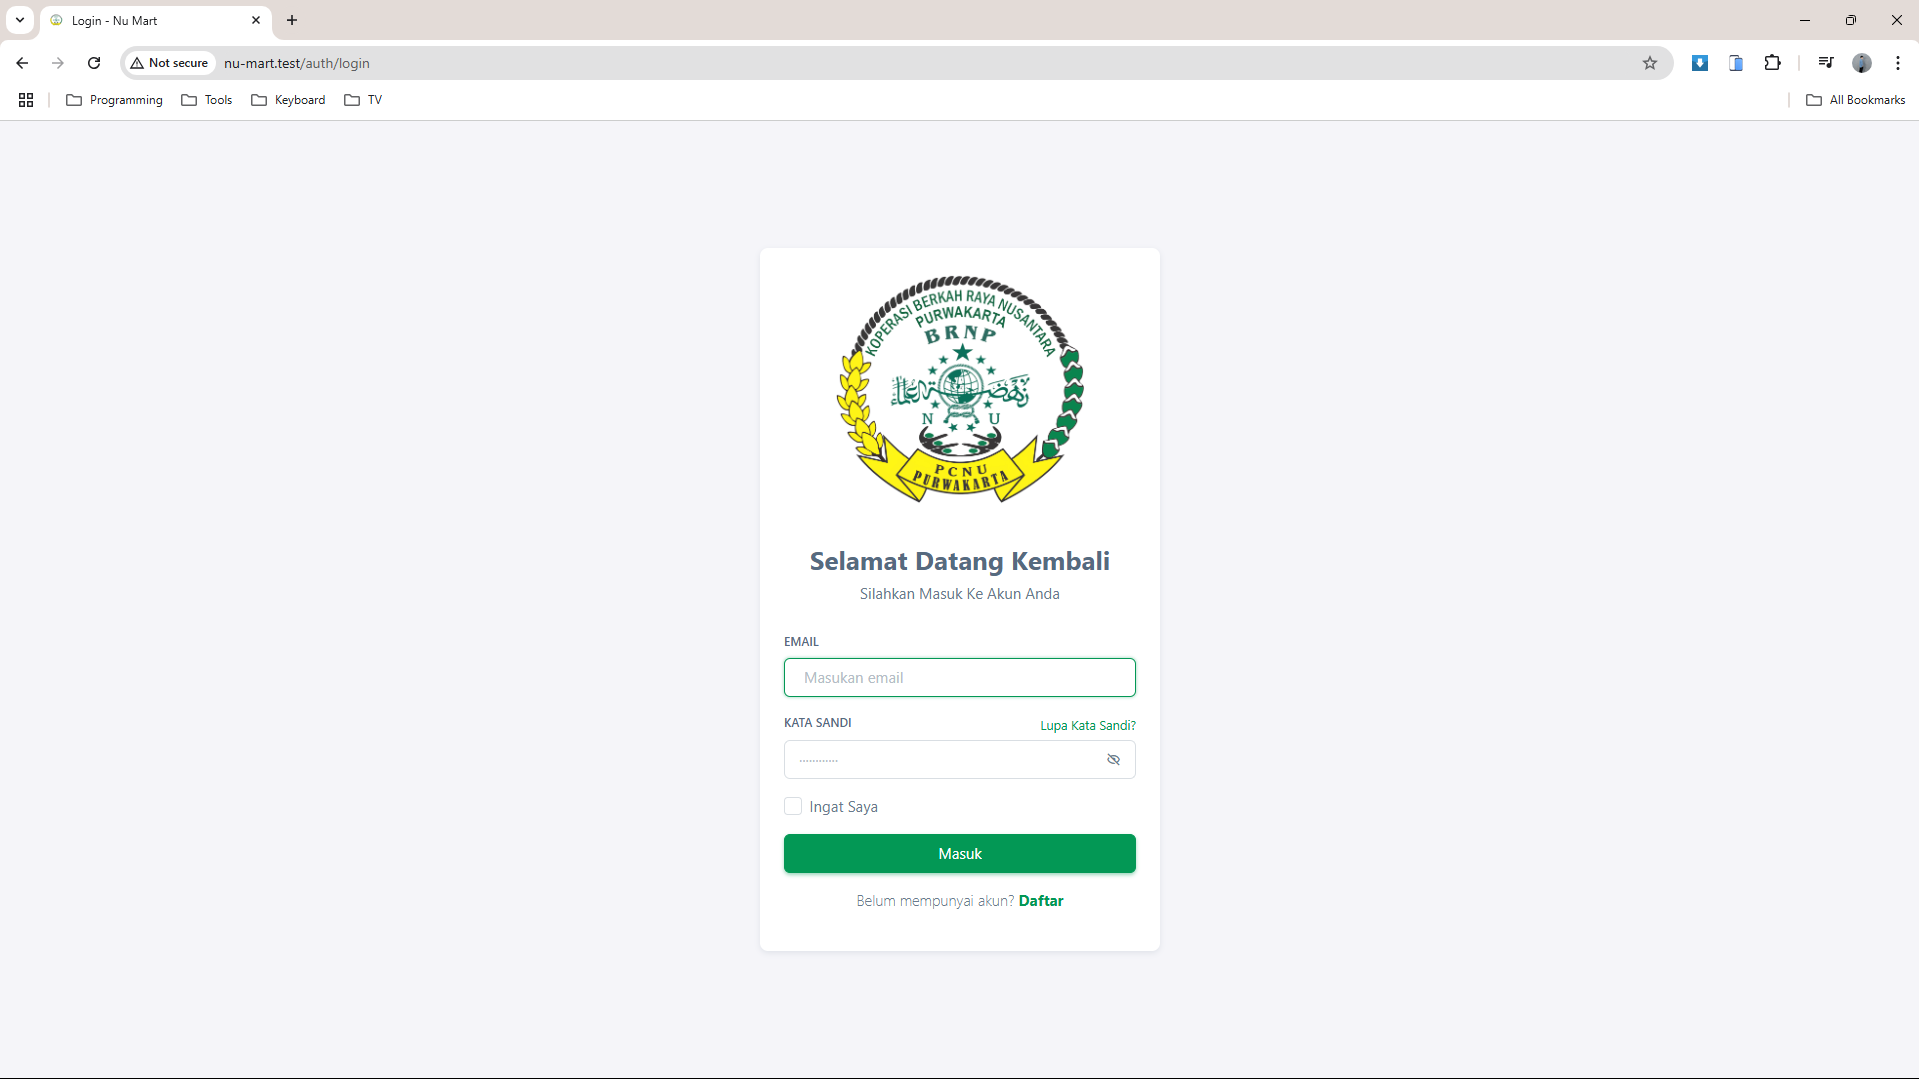 Login - Nu Mart
Not secure
nu-mart.test/auth/login
Programming
Tools
Keyboard
TV
All Bookmarks
KOPERASI BERKAH RAYA NUSANTARA
PURWAKARTA
BRNP
نهضة العلماء
N U
PCNU
PURWAKARTA
Selamat Datang Kembali
Silahkan Masuk Ke Akun Anda
EMAIL
Masukan email
KATA SANDI
Lupa Kata Sandi?
············
Ingat Saya
Masuk
Belum mempunyai akun? Daftar